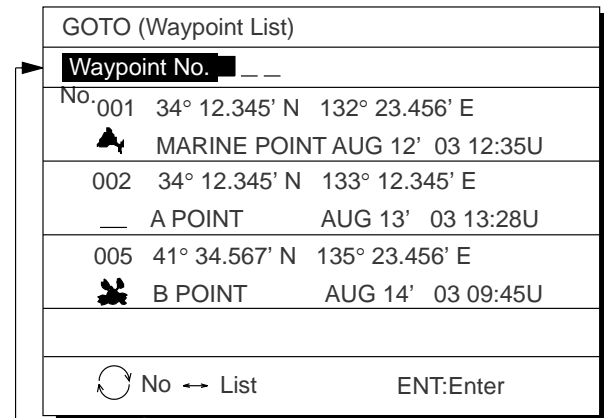 GOTO (Waypoint List)
Waypoint No. _ _
No.
001 34° 12.345’ N 132° 23.456’ E
MARINE POINT AUG 12’ 03 12:35U
002 34° 12.345’ N 133° 12.345’ E
__ A POINT AUG 13’ 03 13:28U
005 41° 34.567’ N 135° 23.456’ E
B POINT AUG 14’ 03 09:45U
No ↔ List ENT:Enter